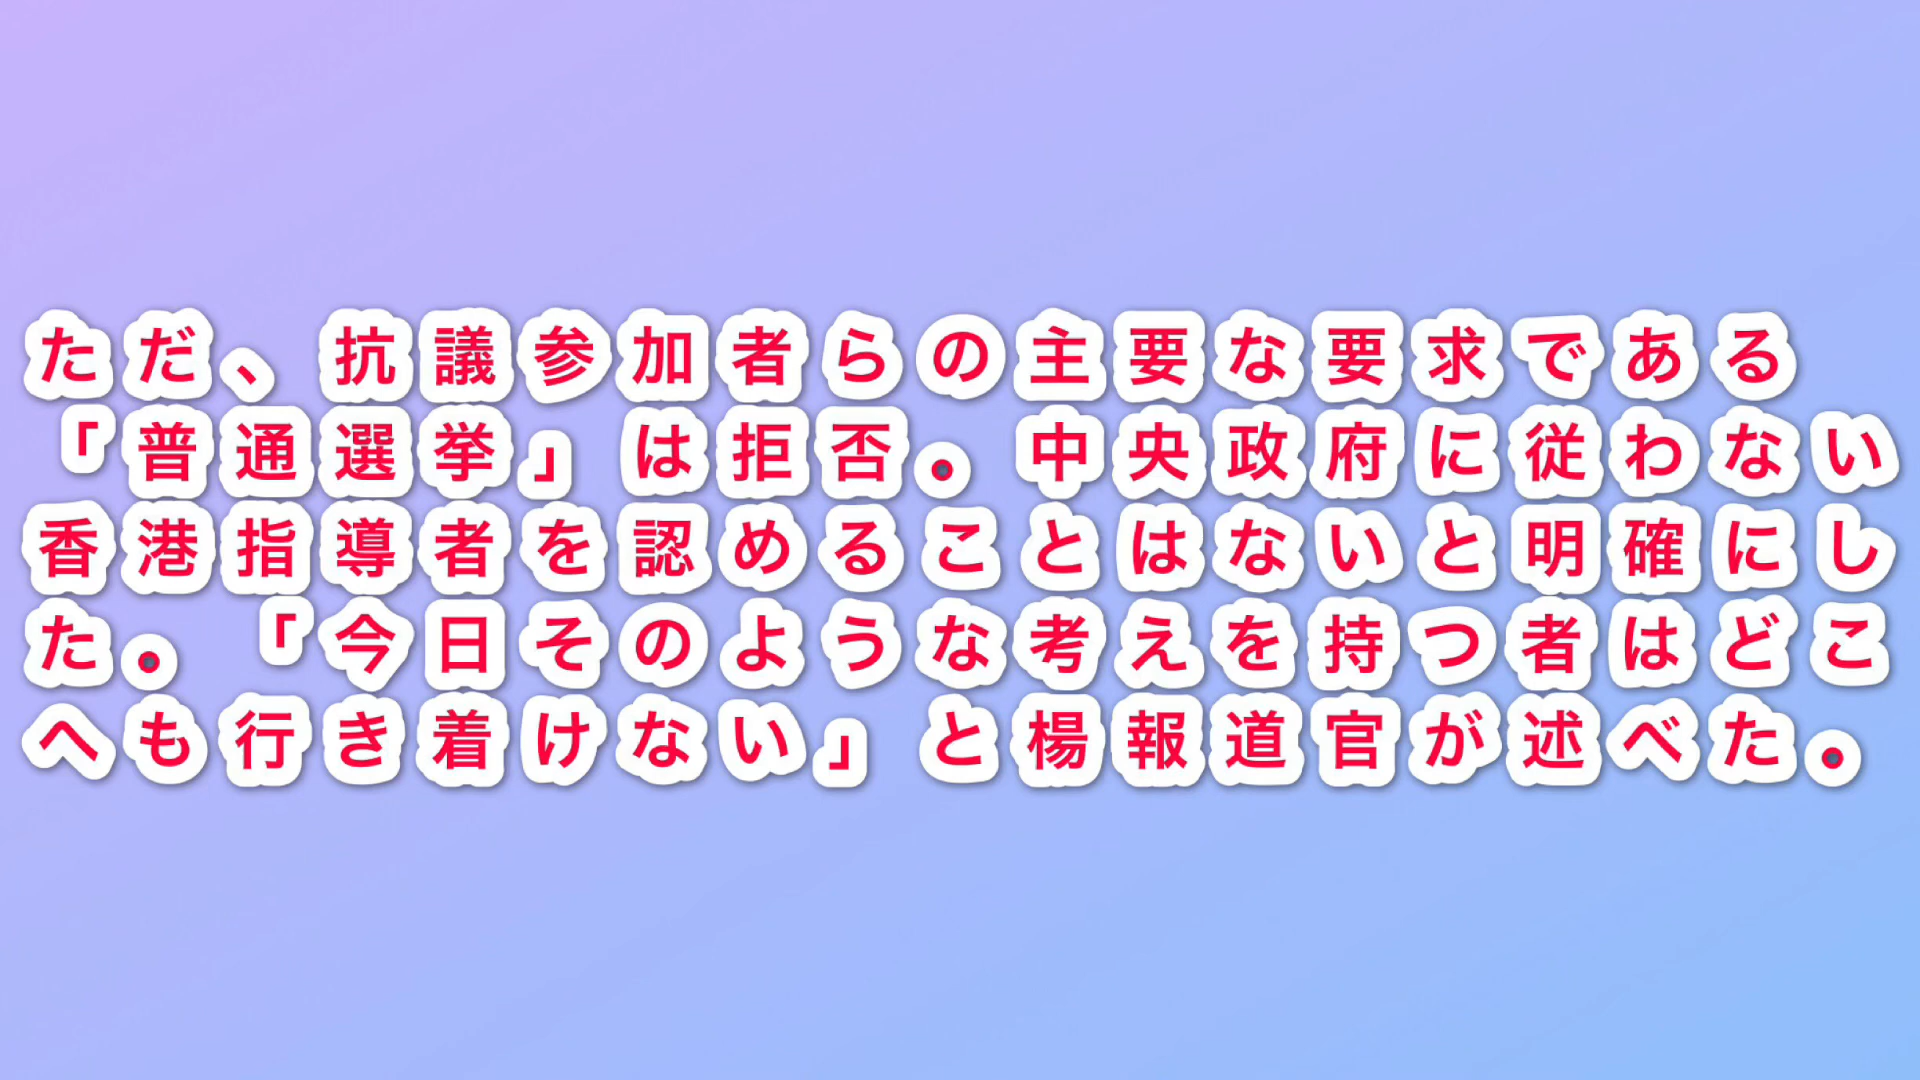 ただ、抗議参加者らの主要な要求である
「普通選挙」は拒否。中央政府に従わない
香港指導者を認めることはないと明確にし
た。「今日そのような考えを持つ者はどこ
へも行き着けない」と楊報道官が述べた。